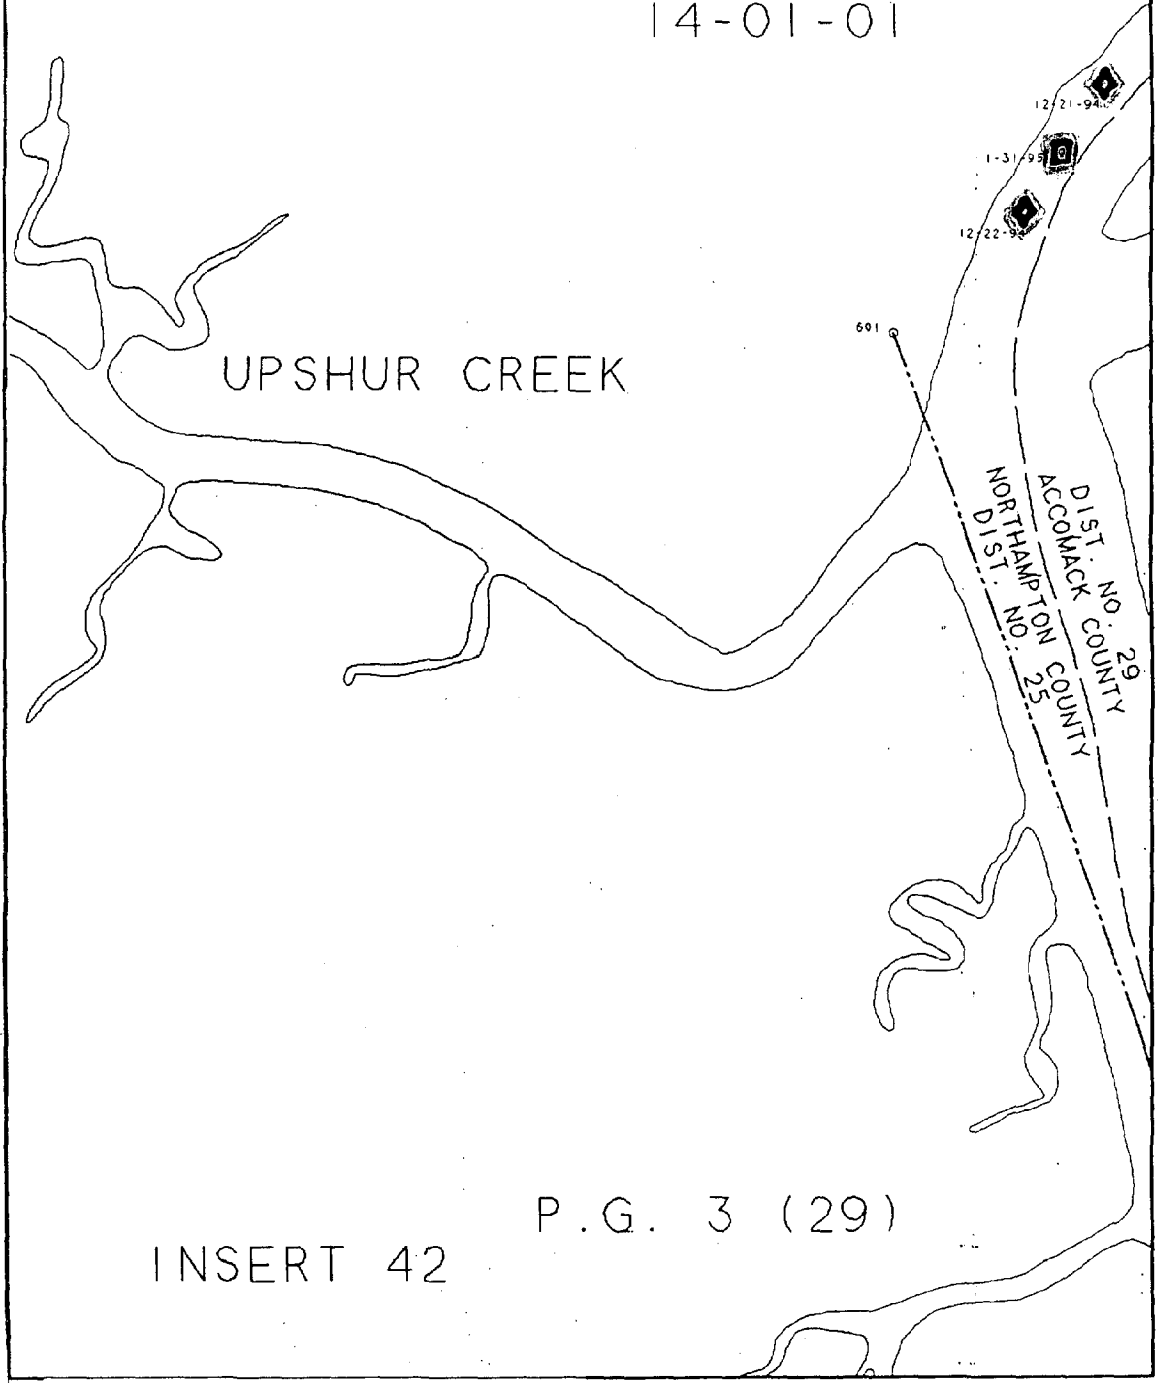 14-01-01
12-21-94
1-31-95
12-22-94
601
UPSHUR CREEK
DIST. NO. 29
ACCOMACK COUNTY
NORTHAMPTON COUNTY
DIST. NO. 25
P.G. 3 (29)
INSERT 42